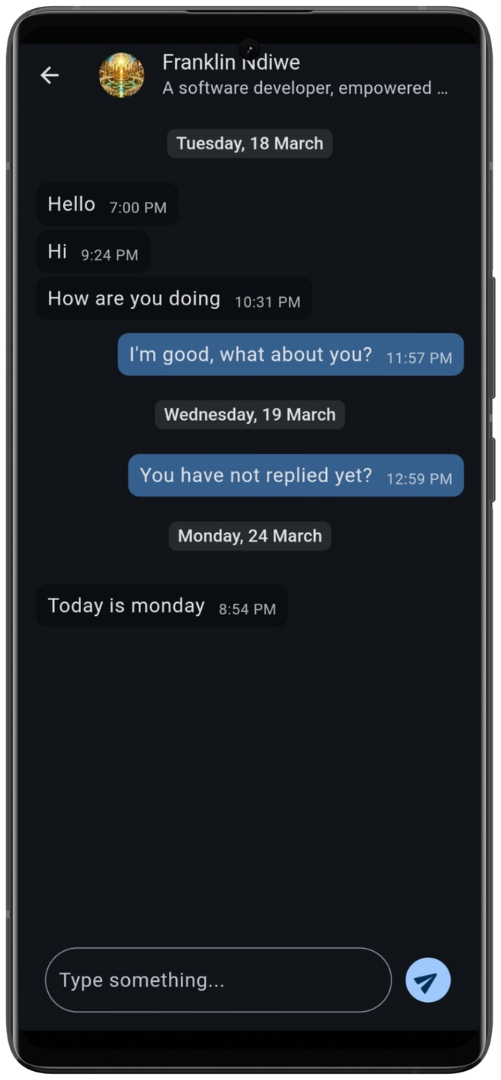 Franklin Ndiwe
A software developer, empowered ...
Tuesday, 18 March
Hello 7:00 PM
Hi 9:24 PM
How are you doing 10:31 PM
I'm good, what about you? 11:57 PM
Wednesday, 19 March
You have not replied yet? 12:59 PM
Monday, 24 March
Today is monday 8:54 PM
Type something...